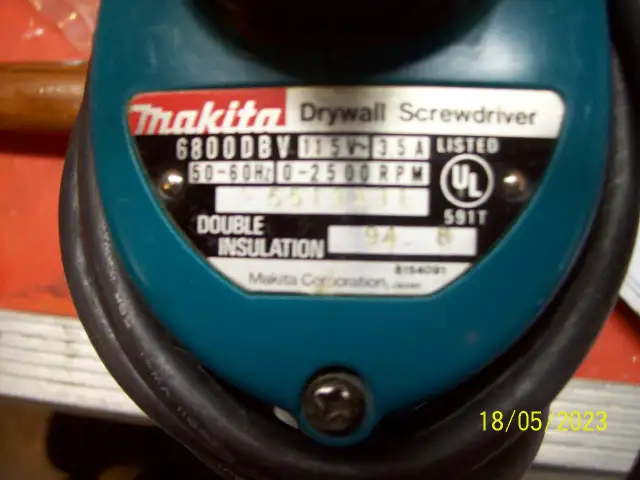 makita Drywall Screwdriver
6800DBV 115V~ 3.5A LISTED
50-60Hz 0-2500RPM UL
591T
DOUBLE
INSULATION 94 8
8154091
Makita Corporation, JAPAN
18/05/2023